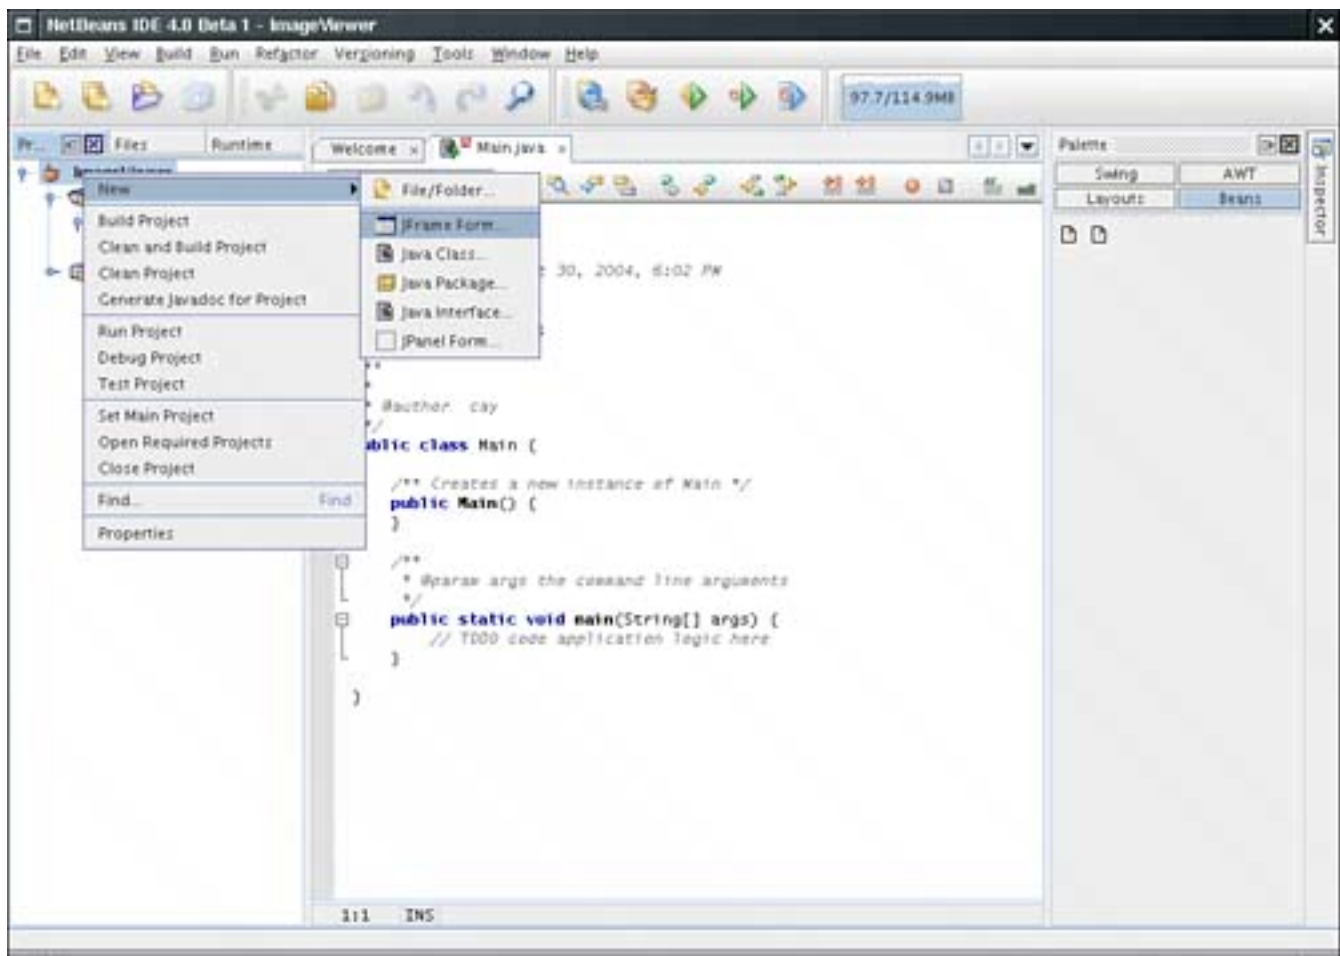 NetBeans IDE 4.0 Beta 1 - ImageViewer
File Edit View Build Run Refactor Versioning Tools Window Help
97.7/114.9MB
Pr... Files Runtime
Welcome Main.java
Palette
Swing AWT
Layouts Beans
Inspector
New
Build Project
Clean and Build Project
Clean Project
Generate Javadoc for Project
Run Project
Debug Project
Test Project
Set Main Project
Open Required Projects
Close Project
Find... Find
Properties
File/Folder...
JFrame Form...
Java Class...
Java Package...
Java Interface...
JPanel Form...
30, 2004, 6:02 PM
**
*
* @author cay
*/
ublic class Main {
/** Creates a new instance of Main */
public Main() {
}
/**
* @param args the command line arguments
*/
public static void main(String[] args) {
// TODO code application logic here
}
}
1:1 INS